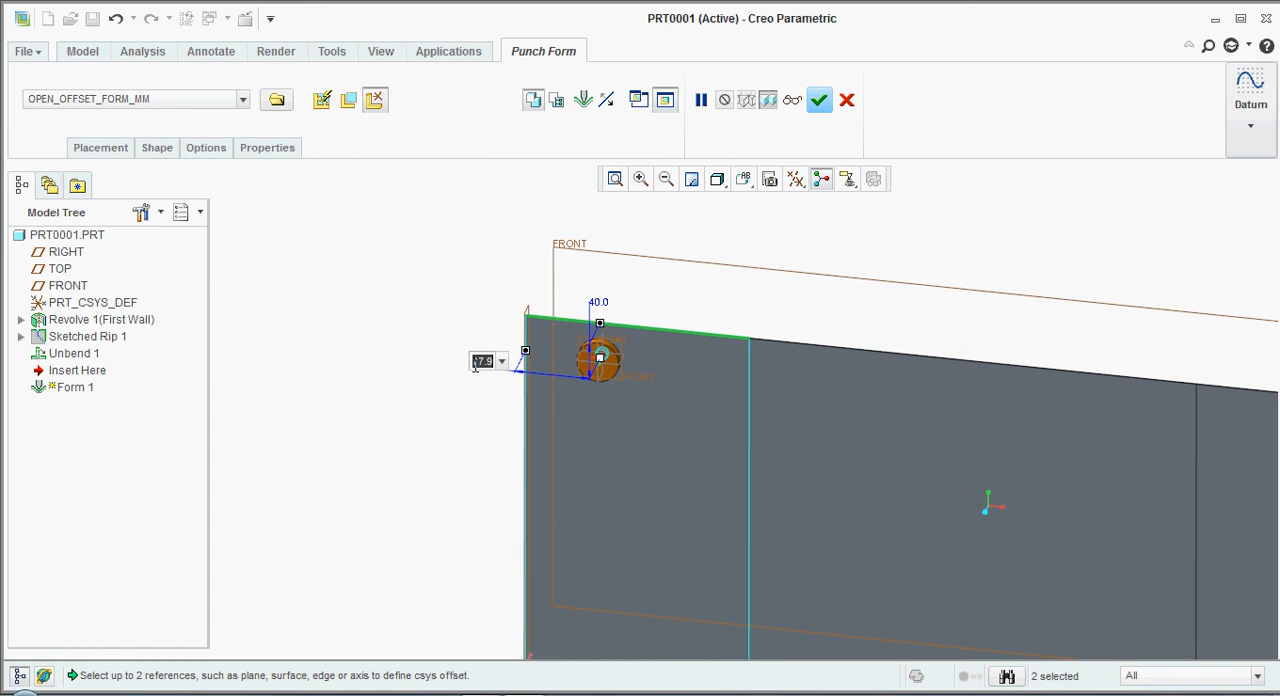 PRT0001 (Active) - Creo Parametric
File Model Analysis Annotate Render Tools View Applications Punch Form
OPEN_OFFSET_FORM_MM
Datum
Placement Shape Options Properties
Model Tree
PRT0001.PRT
RIGHT
TOP
FRONT
PRT_CSYS_DEF
Revolve 1(First Wall)
Sketched Rip 1
Unbend 1
Insert Here
Form 1
FRONT
40.0
FRONT
Select up to 2 references, such as plane, surface, edge or axis to define csys offset.
2 selected
All